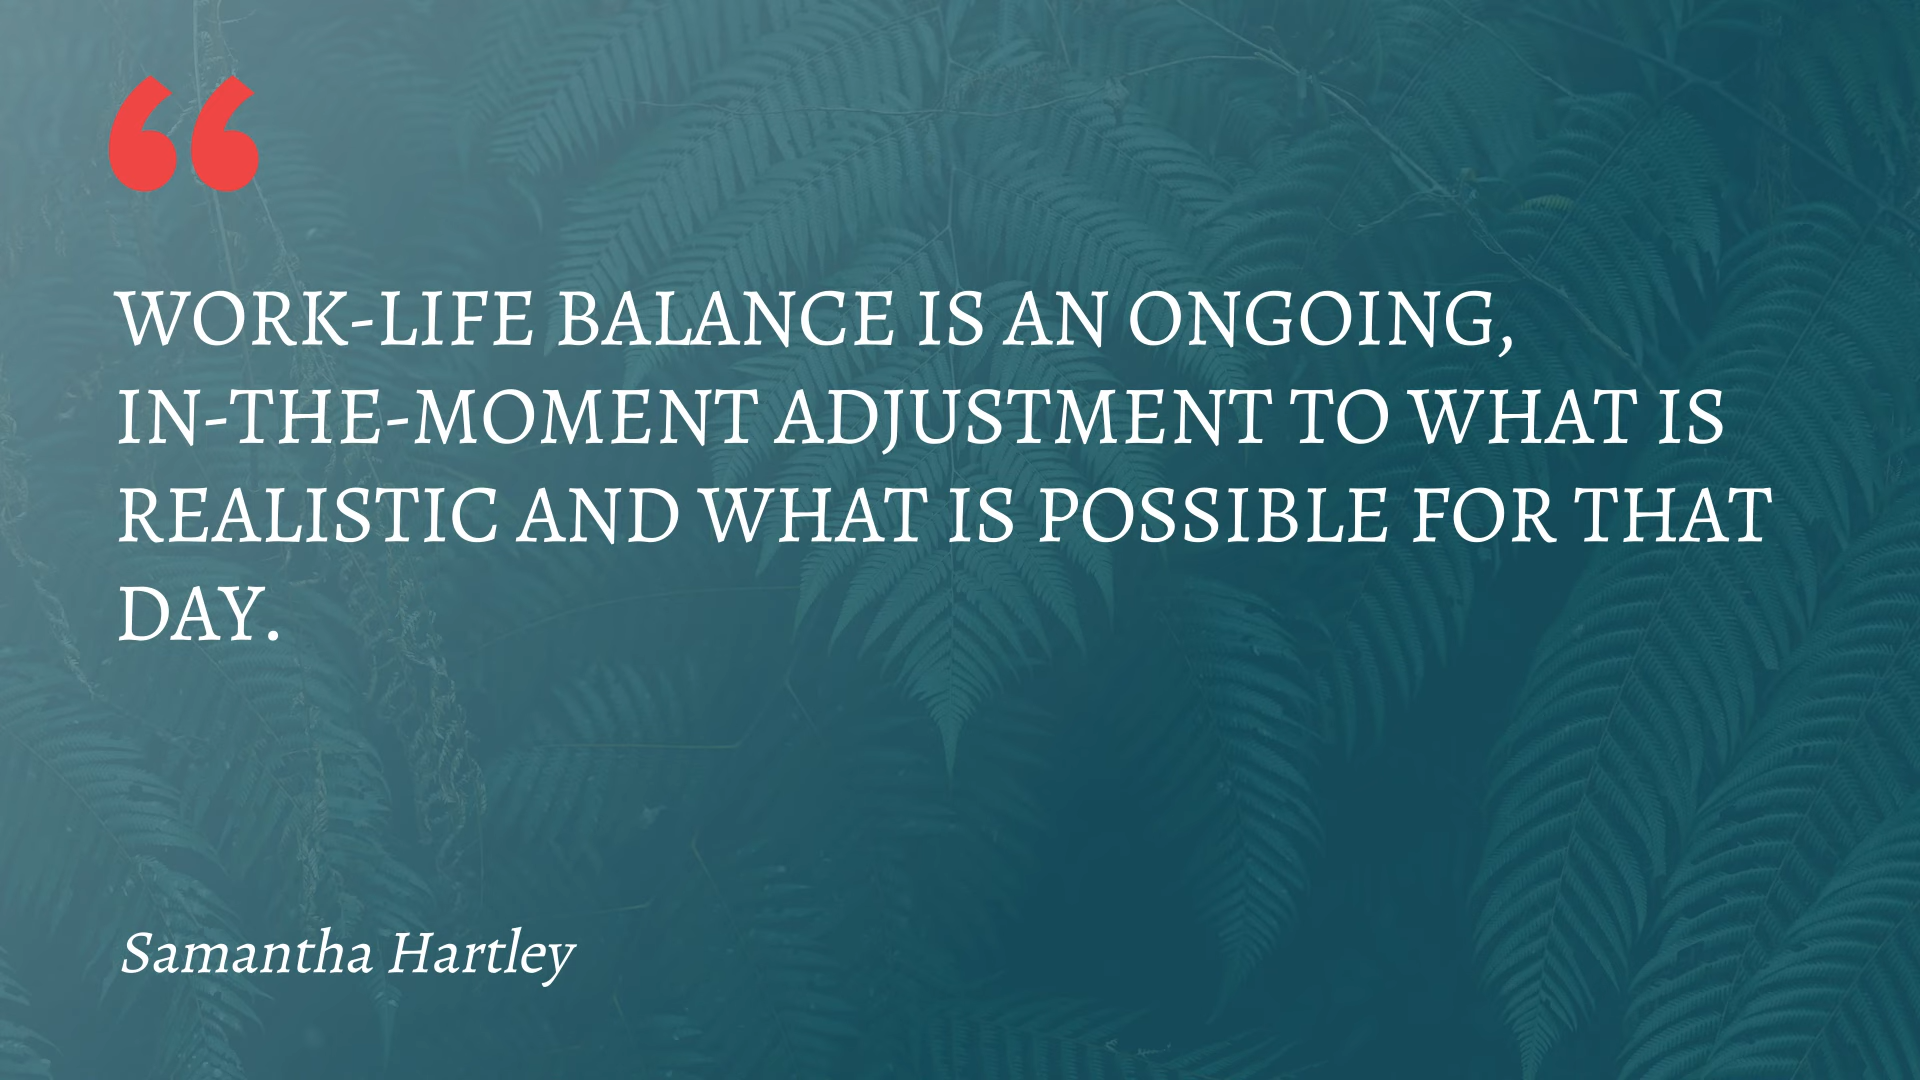 “
WORK-LIFE BALANCE IS AN ONGOING,
IN-THE-MOMENT ADJUSTMENT TO WHAT IS
REALISTIC AND WHAT IS POSSIBLE FOR THAT
DAY.
Samantha Hartley